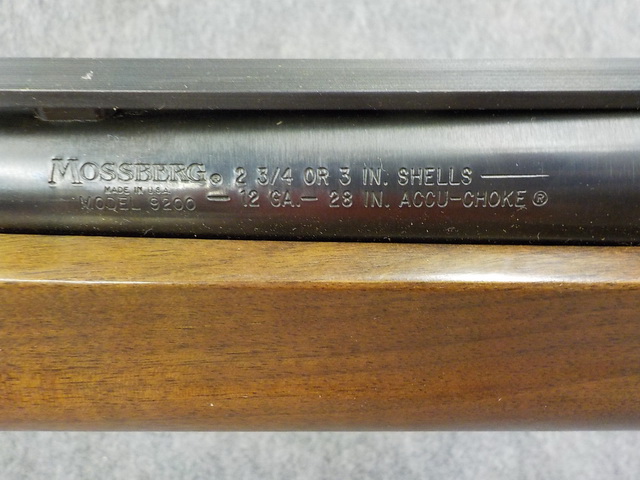 MOSSBERG® 2 3/4 OR 3 IN. SHELLS
MADE IN U.S.A.
MODEL 9200 — 12 GA.— 28 IN. ACCU-CHOKE®